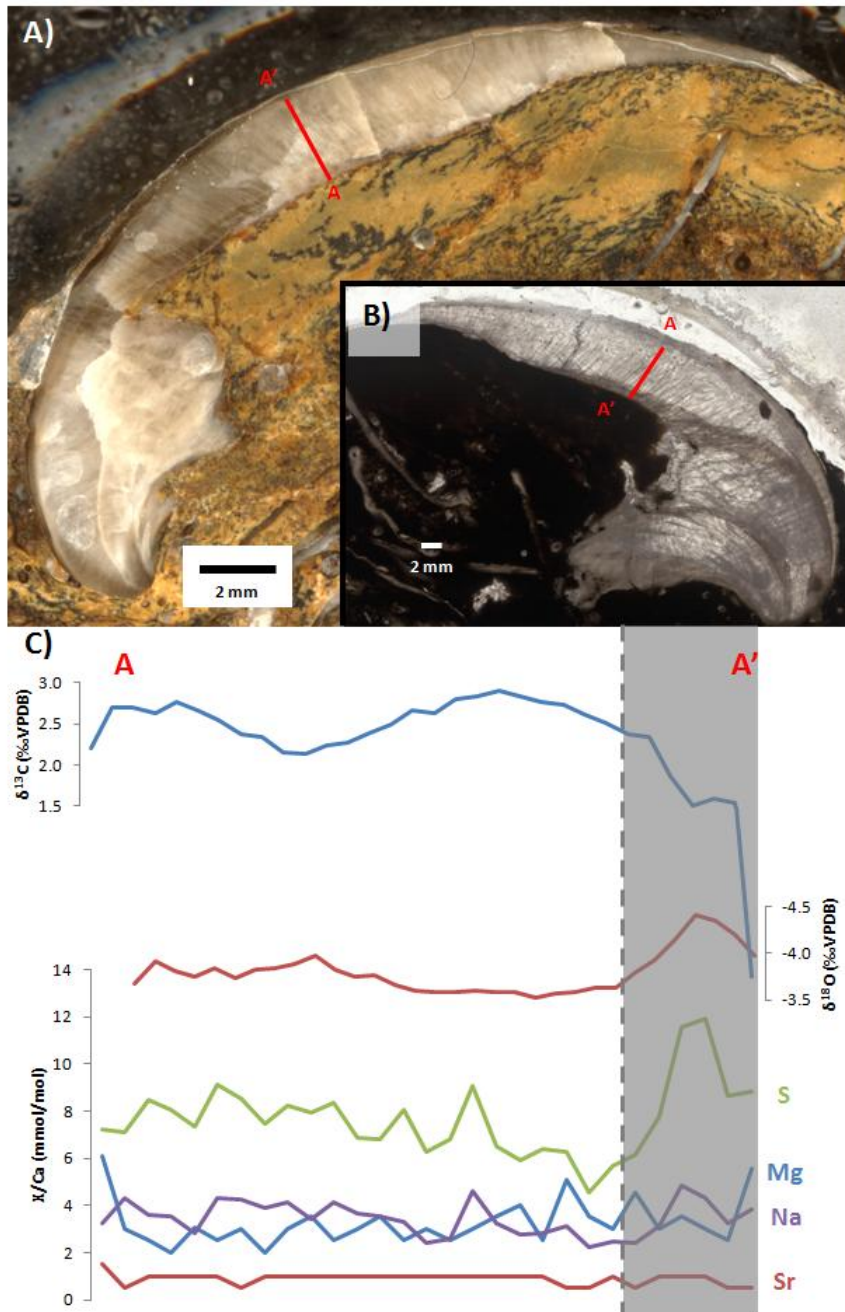 A)
A'
A
2 mm
B)
A
A'
2 mm
C)
A
A'
3.0
2.5
2.0
1.5
δ¹³C (‰VPDB)
-4.5
-4.0
-3.5
δ¹⁸O (‰VPDB)
14
12
10
8
6
4
2
0
X/Ca (mmol/mol)
S
Mg
Na
Sr